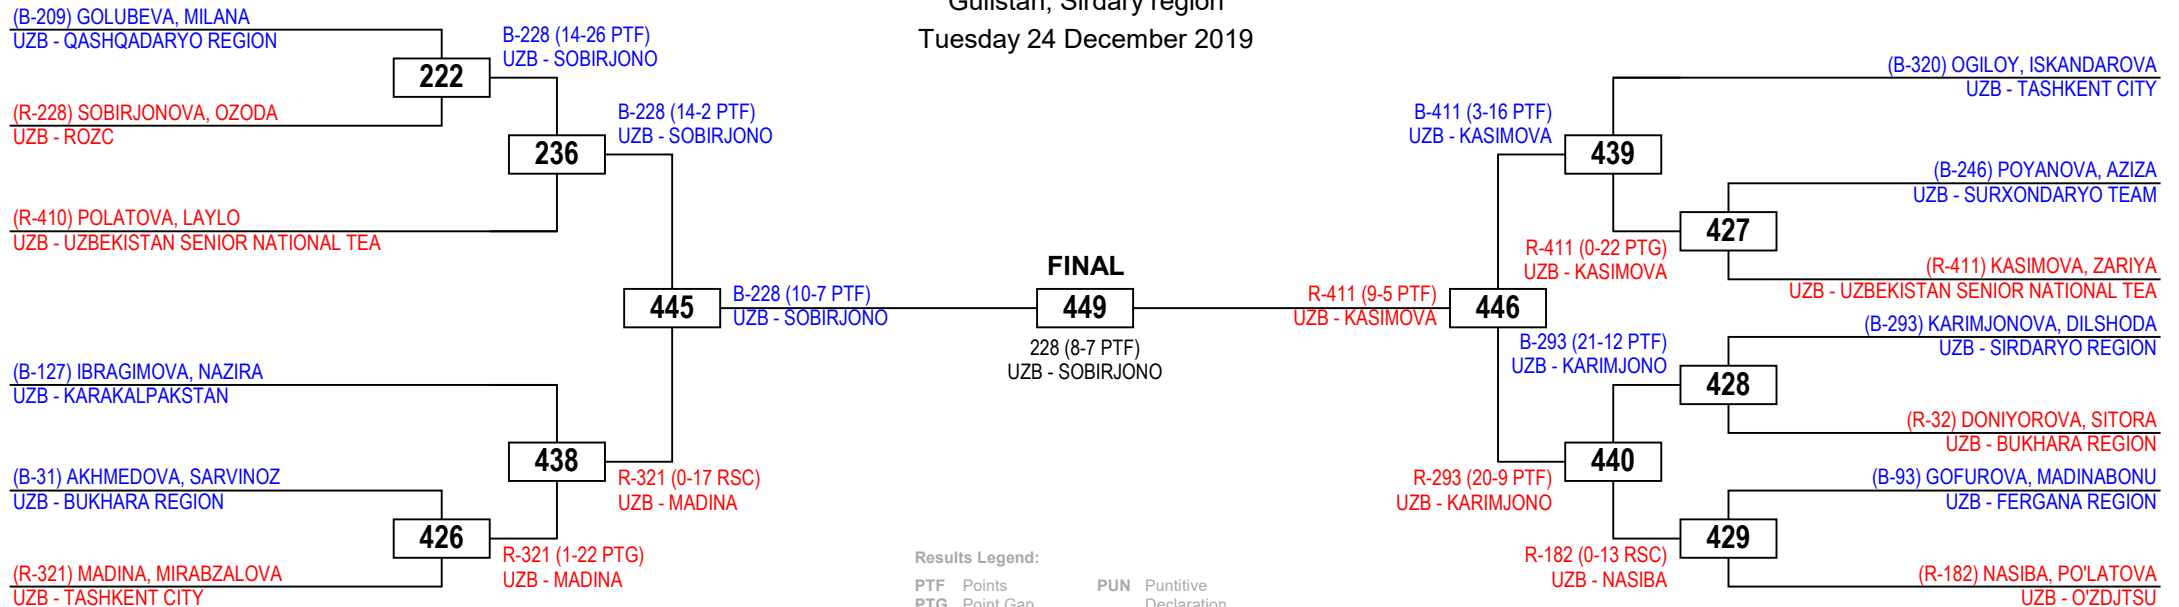 Gulistan, Sirdary region
Tuesday 24 December 2019
(B-209) GOLUBEVA, MILANA
UZB - QASHQADARYO REGION
222
(R-228) SOBIRJONOVA, OZODA
UZB - ROZC
B-228 (14-26 PTF)
UZB - SOBIRJONO
236
(R-410) POLATOVA, LAYLO
UZB - UZBEKISTAN SENIOR NATIONAL TEA
B-228 (14-2 PTF)
UZB - SOBIRJONO
445
(B-127) IBRAGIMOVA, NAZIRA
UZB - KARAKALPAKSTAN
438
(B-31) AKHMEDOVA, SARVINOZ
UZB - BUKHARA REGION
426
(R-321) MADINA, MIRABZALOVA
UZB - TASHKENT CITY
R-321 (1-22 PTG)
UZB - MADINA
R-321 (0-17 RSC)
UZB - MADINA
B-228 (10-7 PTF)
UZB - SOBIRJONO
FINAL
449
228 (8-7 PTF)
UZB - SOBIRJONO
R-411 (9-5 PTF)
UZB - KASIMOVA
446
B-411 (3-16 PTF)
UZB - KASIMOVA
439
(B-320) OGILOY, ISKANDAROVA
UZB - TASHKENT CITY
(B-246) POYANOVA, AZIZA
UZB - SURXONDARYO TEAM
427
R-411 (0-22 PTG)
UZB - KASIMOVA
(R-411) KASIMOVA, ZARIYA
UZB - UZBEKISTAN SENIOR NATIONAL TEA
(B-293) KARIMJONOVA, DILSHODA
UZB - SIRDARYO REGION
B-293 (21-12 PTF)
UZB - KARIMJONO
428
(R-32) DONIYOROVA, SITORA
UZB - BUKHARA REGION
440
R-293 (20-9 PTF)
UZB - KARIMJONO
(B-93) GOFUROVA, MADINABONU
UZB - FERGANA REGION
429
R-182 (0-13 RSC)
UZB - NASIBA
(R-182) NASIBA, PO'LATOVA
UZB - O'ZDJTSU
Results Legend:
PTF Points PUN Puntitive
PTG Point Gap Declaration